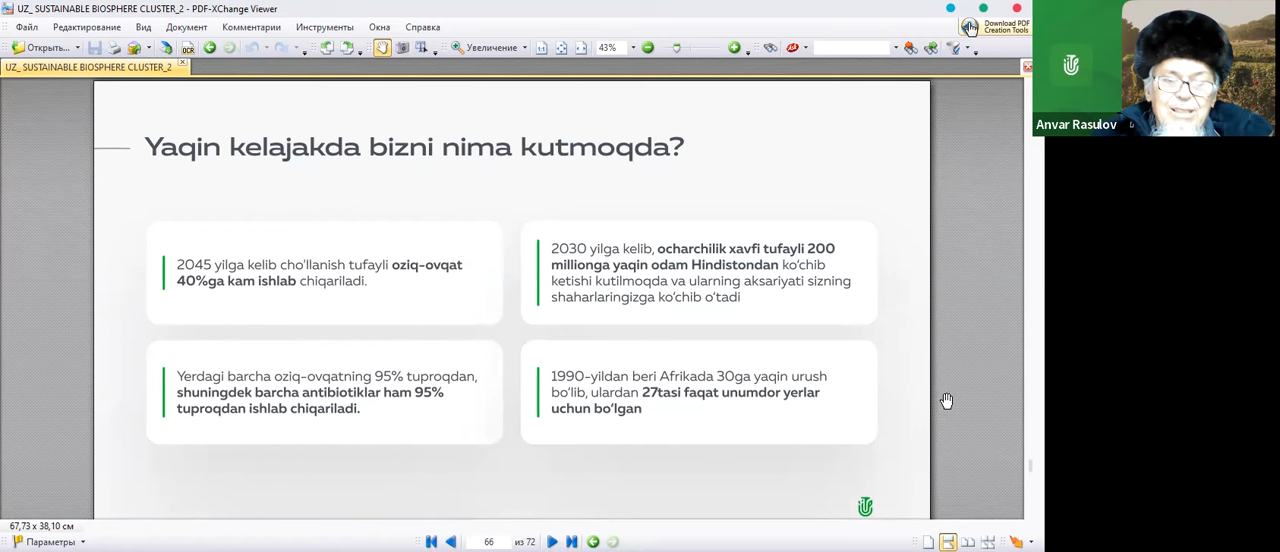 UZ_ SUSTAINABLE BIOSPHERE CLUSTER_2 - PDF-XChange Viewer
Файл Редактирование Вид Документ Комментарии Инструменты Окна Справка
Download PDF
Creation Tools
Открыть... OCR Увеличение 1:1 43%
UZ_ SUSTAINABLE BIOSPHERE CLUSTER_2
Anvar Rasulov
Yaqin kelajakda bizni nima kutmoqda?
2045 yilga kelib cho'llanish tufayli oziq-ovqat
40%ga kam ishlab chiqariladi.
2030 yilga kelib, ocharchilik xavfi tufayli 200
millionga yaqin odam Hindistondan ko‘chib
ketishi kutilmoqda va ularning aksariyati sizning
shaharlaringizga ko‘chib o‘tadi
Yerdagi barcha oziq-ovqatning 95% tuproqdan,
shuningdek barcha antibiotiklar ham 95%
tuproqdan ishlab chiqariladi.
1990-yildan beri Afrikada 30ga yaqin urush
bo‘lib, ulardan 27tasi faqat unumdor yerlar
uchun bo‘lgan
67,73 x 38,10 см
Параметры 66 из 72